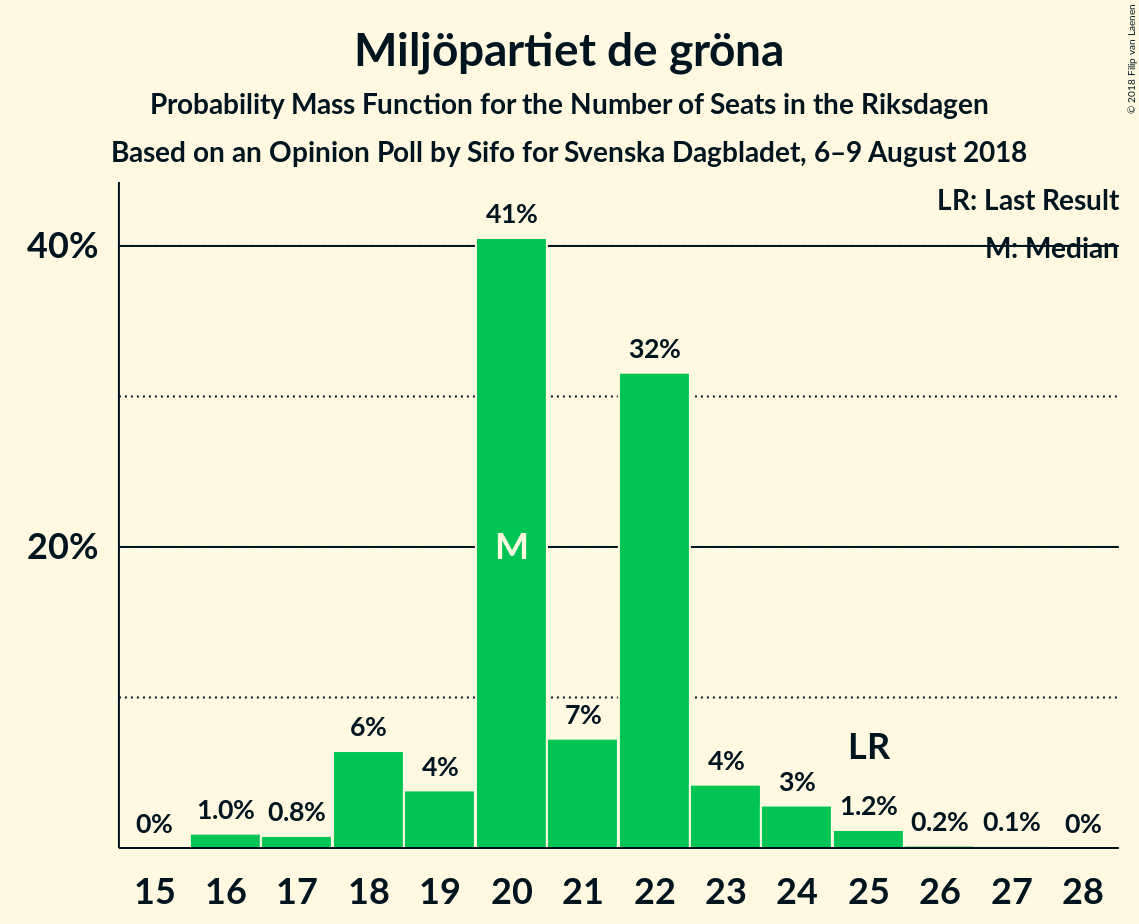 Miljöpartiet de gröna
Probability Mass Function for the Number of Seats in the Riksdagen
Based on an Opinion Poll by Sifo for Svenska Dagbladet, 6–9 August 2018
© 2018 Filip van Laenen
LR: Last Result
M: Median
40%
20%
0%
1.0%
0.8%
6%
4%
41%
M
7%
32%
4%
3%
LR
1.2%
0.2%
0.1%
0%
15 16 17 18 19 20 21 22 23 24 25 26 27 28